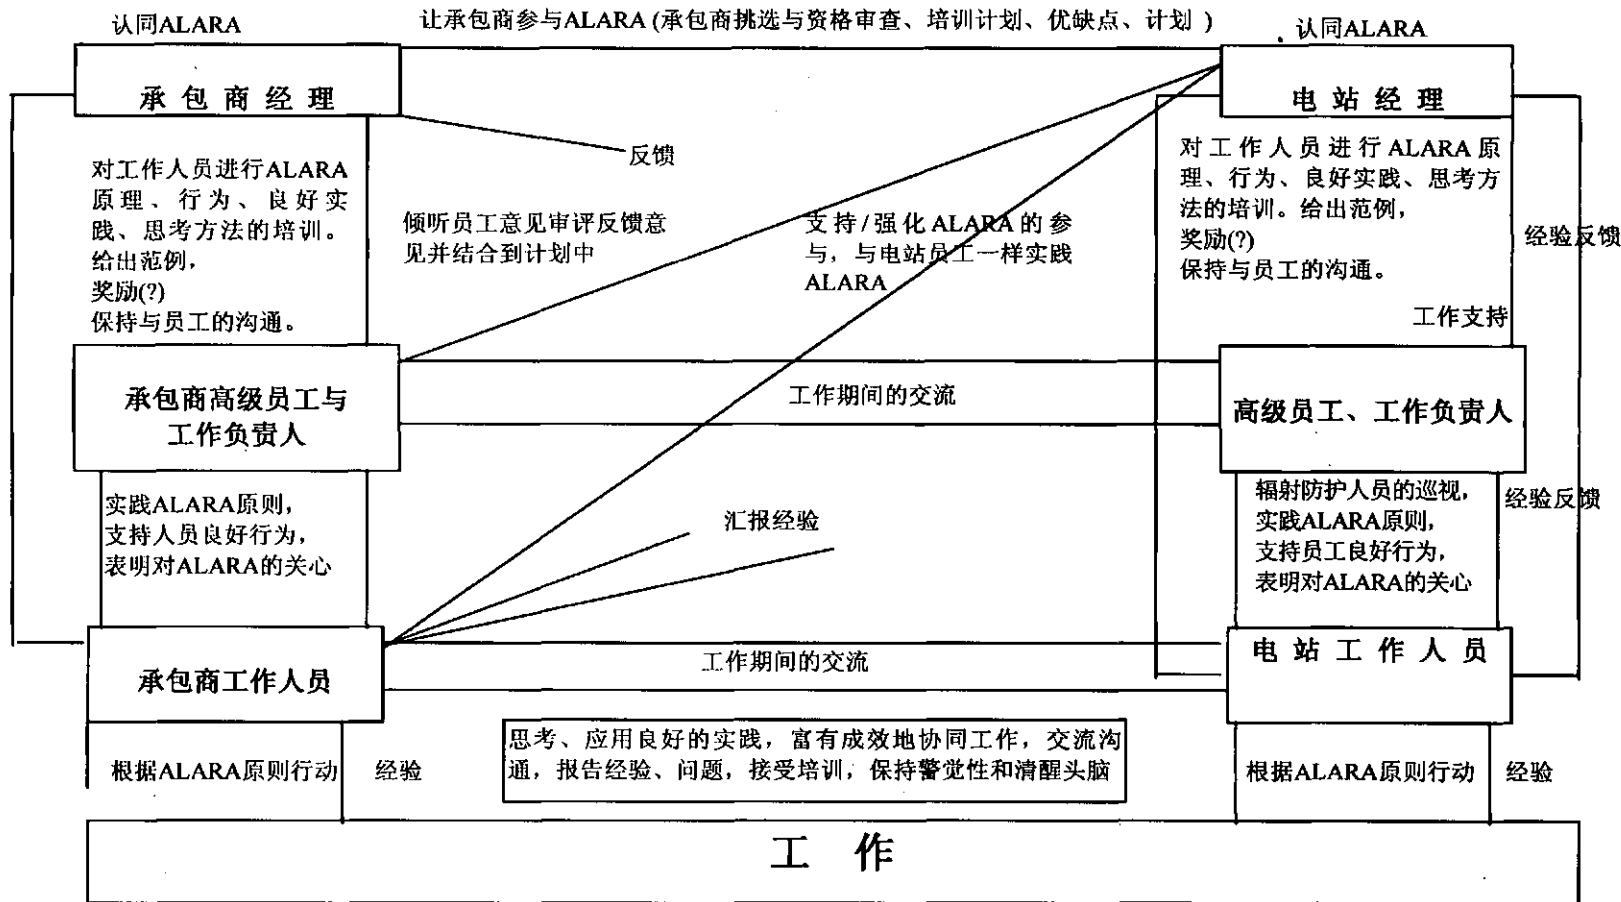 认同ALARA
让承包商参与ALARA (承包商挑选与资格审查、培训计划、优缺点、计划 )
认同ALARA
承包商经理
电站经理
反馈
对工作人员进行ALARA
原理、行为、良好实
践、思考方法的培训。
给出范例,
奖励(?)
保持与员工的沟通。
倾听员工意见审评反馈意
见并结合到计划中
支持/强化ALARA的参
与, 与电站员工一样实践
ALARA
对工作人员进行ALARA原
理、行为、良好实践、思考方
法的培训。给出范例,
奖励(?)
保持与员工的沟通。
经验反馈
工作支持
承包商高级员工与
工作负责人
工作期间的交流
高级员工、工作负责人
实践ALARA原则,
支持人员良好行为,
表明对ALARA的关心
汇报经验
辐射防护人员的巡视,
实践ALARA原则,
支持员工良好行为,
表明对ALARA的关心
经验反馈
承包商工作人员
工作期间的交流
电站工作人员
根据ALARA原则行动
经验
思考、应用良好的实践, 富有成效地协同工作, 交流沟
通, 报告经验、问题, 接受培训, 保持警觉性和清醒头脑
根据ALARA原则行动
经验
工作